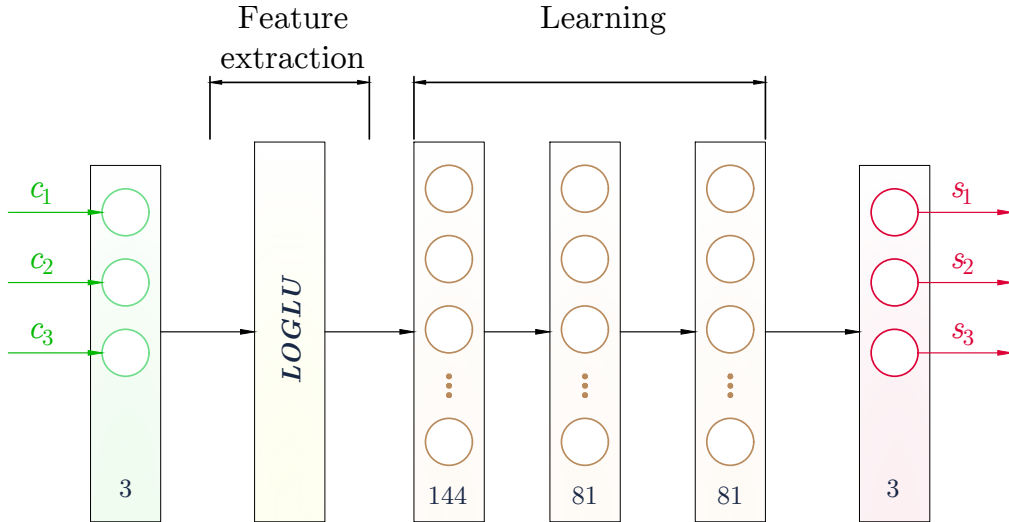 Feature
extraction
Learning
c₁
c₂
c₃
LOGLU
s₁
s₂
s₃
3
144
81
81
3